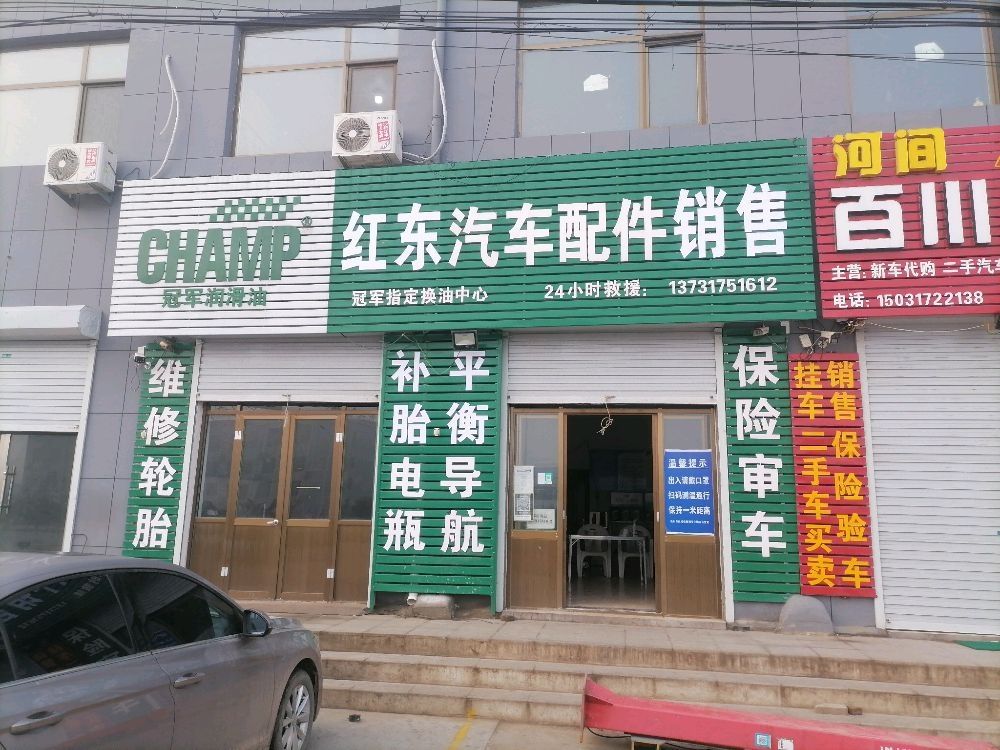 CHAMP
冠军润滑油
红东汽车配件销售
冠军指定换油中心 24小时救援：13731751612
河间
百川
主营：新车代购 二手汽车
电话：15031722138
维修轮胎
补胎电瓶
平衡导航
保险审车
挂车二手车买卖
销售保险验车
温馨提示
出入请戴口罩
扫码测温通行
保持一米距离